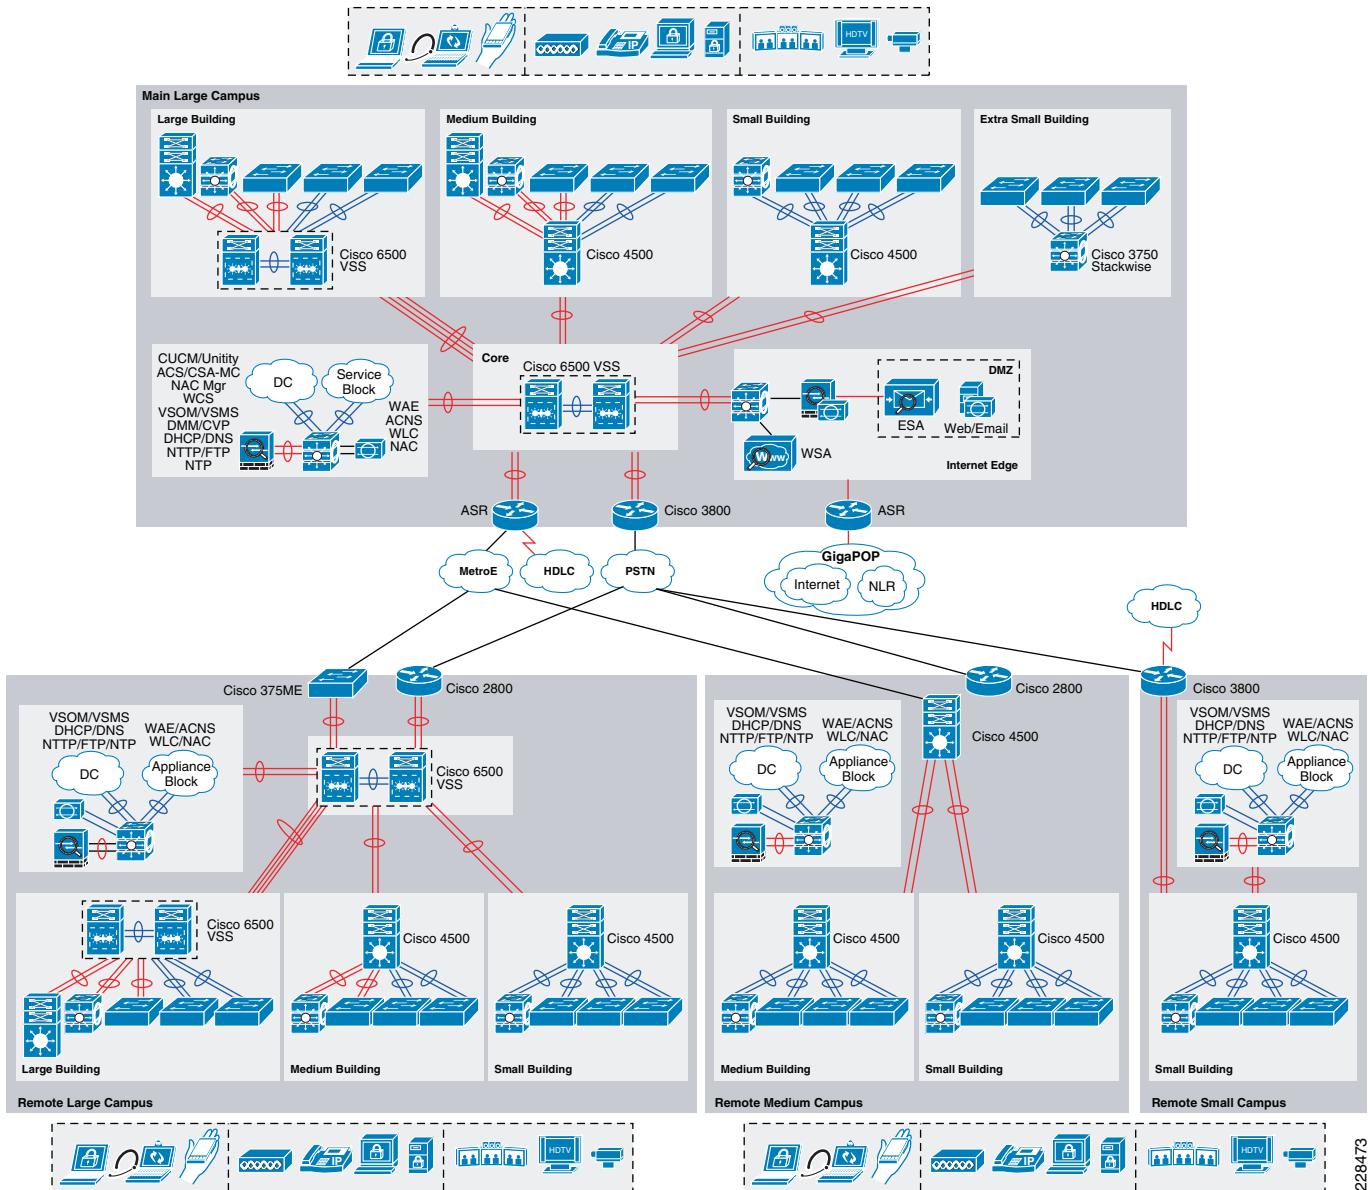 IP
HDTV
Main Large Campus
Large Building
Medium Building
Small Building
Extra Small Building
Cisco 6500
VSS
Cisco 4500
Cisco 4500
Cisco 3750
Stackwise
CUCM/Unitity
ACS/CSA-MC
NAC Mgr
WCS
VSOM/VSMS
DMM/CVP
DHCP/DNS
NTTP/FTP
NTP
DC
Service
Block
WAE
ACNS
WLC
NAC
Core
Cisco 6500 VSS
DMZ
ESA
Web/Email
WWW
WSA
Internet Edge
ASR
Cisco 3800
ASR
MetroE
HDLC
PSTN
GigaPOP
Internet
NLR
HDLC
Cisco 375ME
Cisco 2800
Cisco 2800
Cisco 3800
VSOM/VSMS
DHCP/DNS
NTTP/FTP/NTP
WAE/ACNS
WLC/NAC
DC
Appliance
Block
Cisco 6500
VSS
VSOM/VSMS
DHCP/DNS
NTTP/FTP/NTP
WAE/ACNS
WLC/NAC
DC
Appliance
Block
Cisco 4500
VSOM/VSMS
DHCP/DNS
NTTP/FTP/NTP
WAE/ACNS
WLC/NAC
DC
Appliance
Block
Cisco 6500
VSS
Cisco 4500
Cisco 4500
Cisco 4500
Cisco 4500
Cisco 4500
Large Building
Medium Building
Small Building
Medium Building
Small Building
Small Building
Remote Large Campus
Remote Medium Campus
Remote Small Campus
IP
HDTV
IP
HDTV
228473